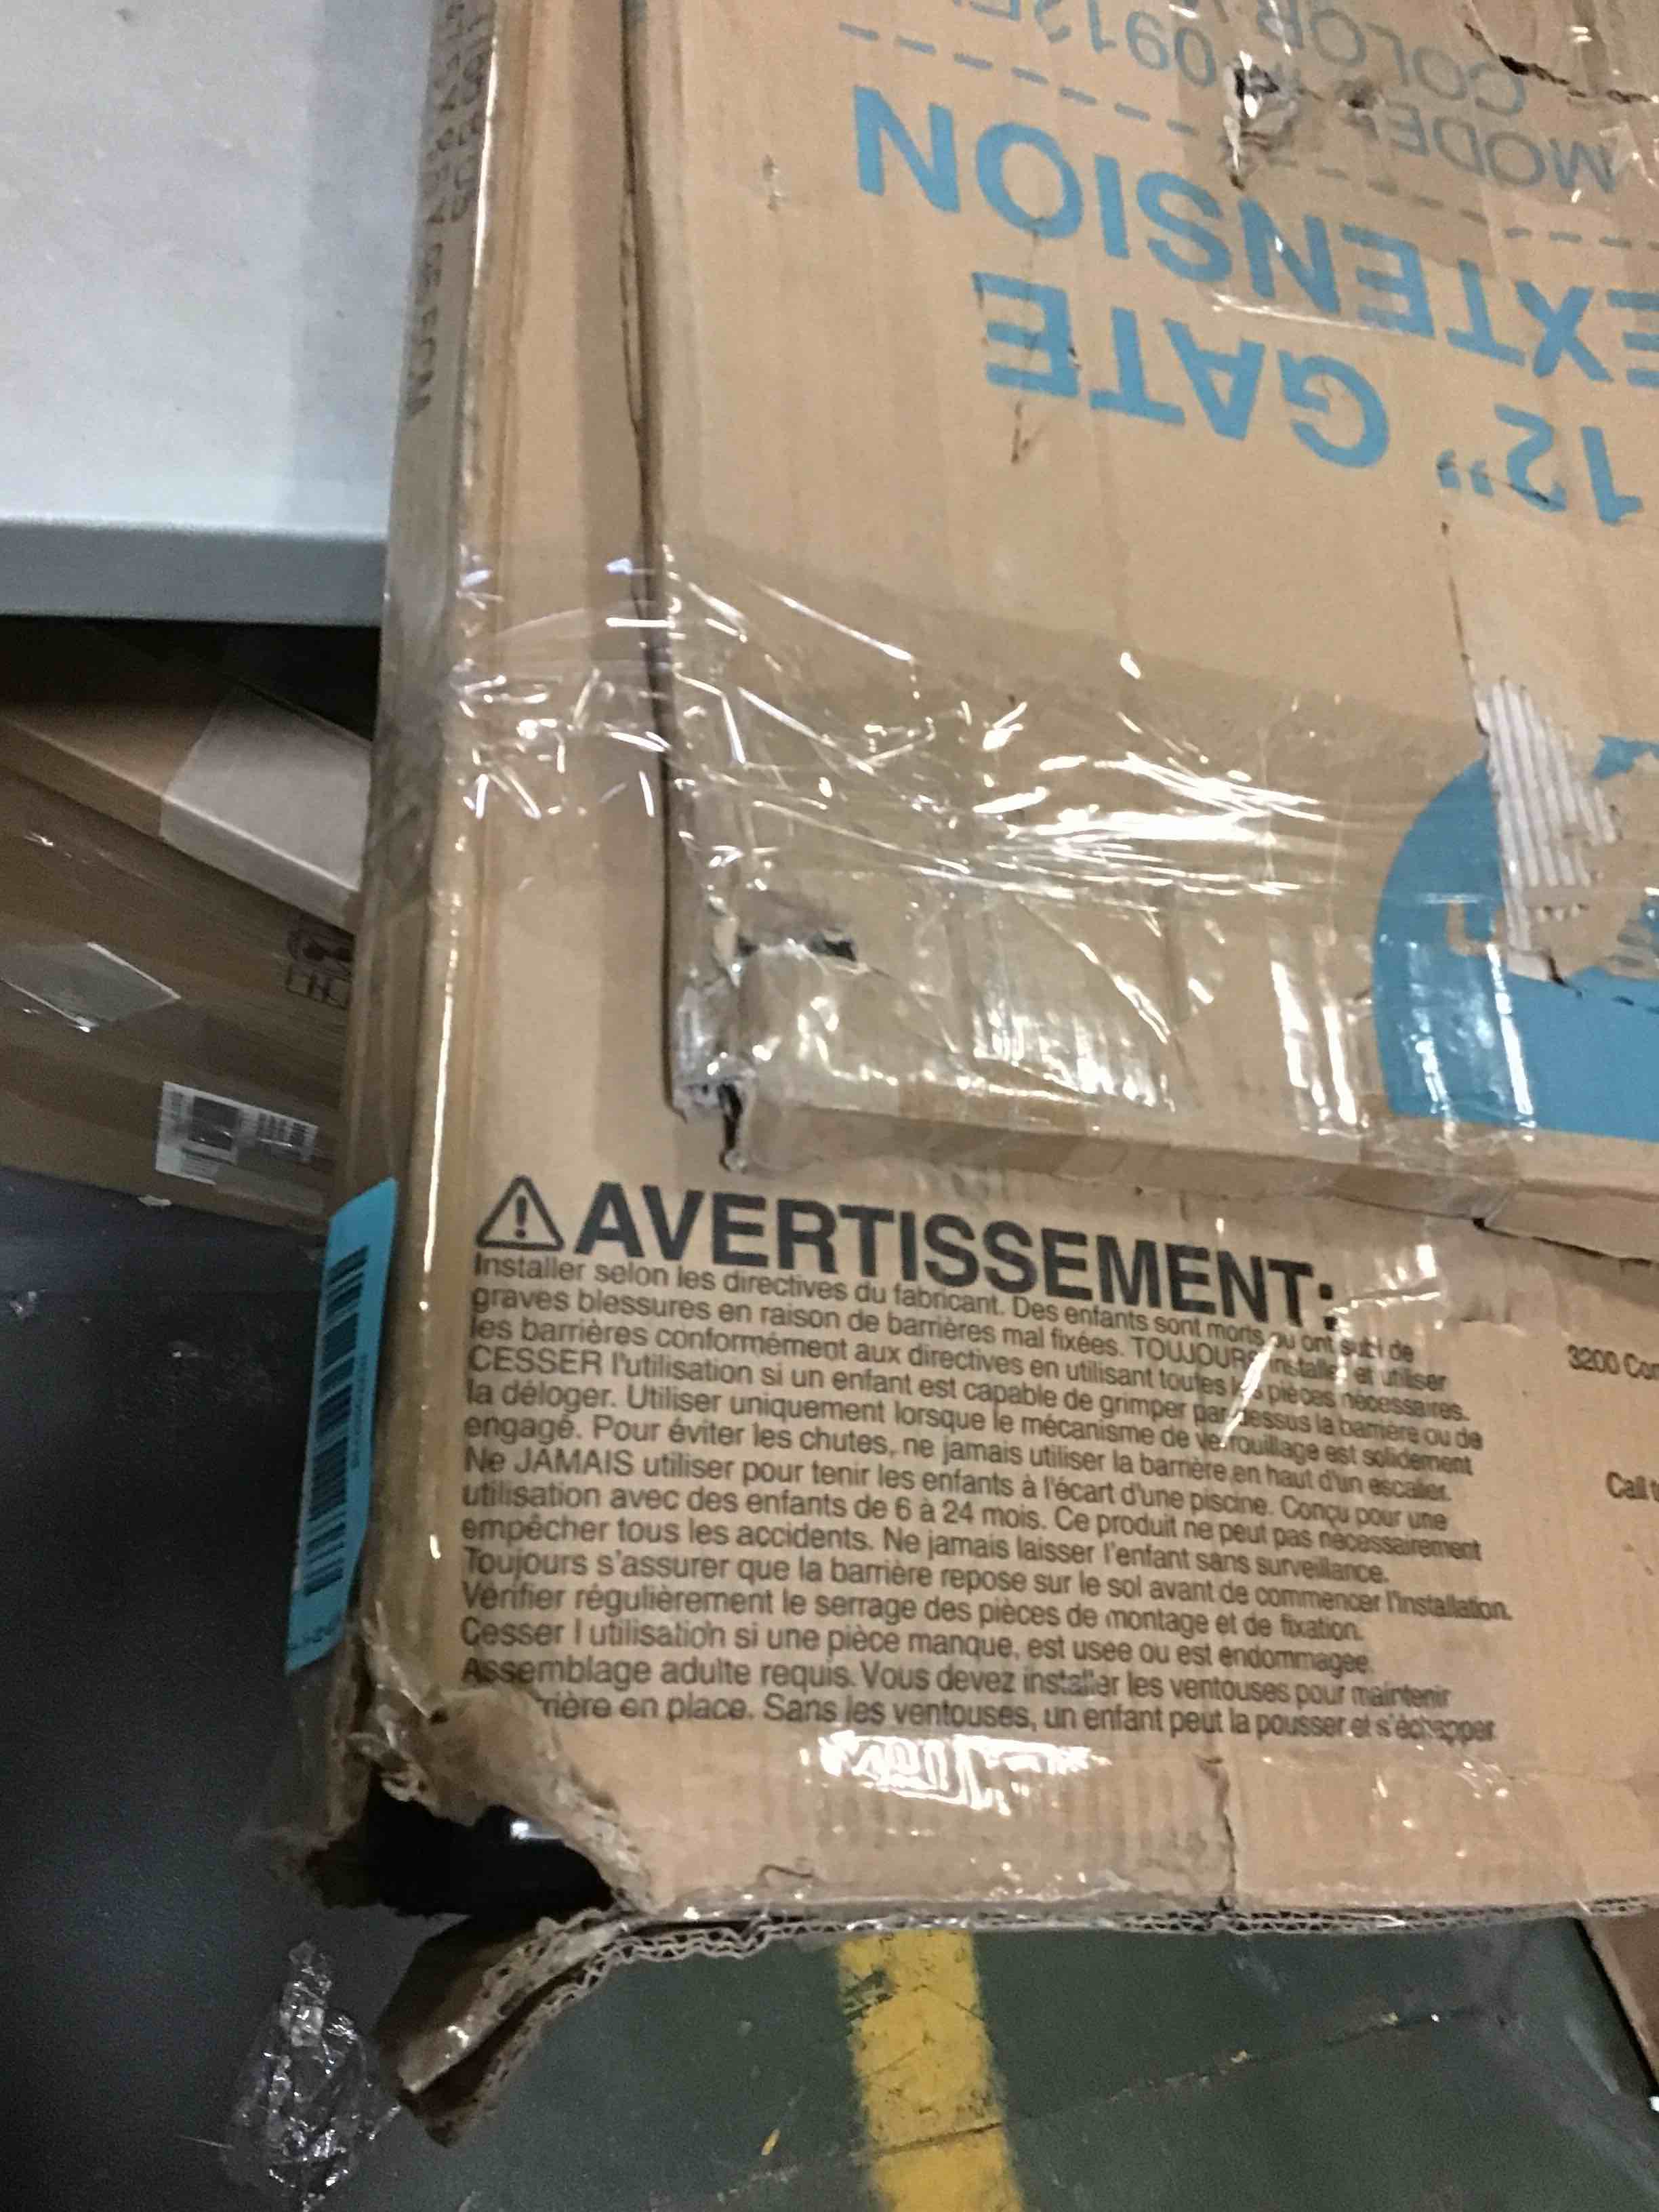 12" GATE
EXTENSION
COLOR
⚠AVERTISSEMENT:
Installer selon les directives du fabricant. Des enfants sont morts ou ont subi de
graves blessures en raison de barrières mal fixées. TOUJOURS installer et utiliser
les barrières conformément aux directives en utilisant toutes les pièces nécessaires.
CESSER l'utilisation si un enfant est capable de grimper par dessus la barrière ou de
la déloger. Utiliser uniquement lorsque le mécanisme de verrouillage est solidement
engagé. Pour éviter les chutes, ne jamais utiliser la barrière en haut d'un escalier.
Ne JAMAIS utiliser pour tenir les enfants à l'écart d'une piscine. Conçu pour une
utilisation avec des enfants de 6 à 24 mois. Ce produit ne peut pas nécessairement
empêcher tous les accidents. Ne jamais laisser l'enfant sans surveillance.
Toujours s'assurer que la barrière repose sur le sol avant de commencer l'installation.
Vérifier régulièrement le serrage des pièces de montage et de fixation.
Cesser l utilisation si une pièce manque, est usee ou est endommagee.
Assemblage adulte requis. Vous devez installer les ventouses pour maintenir
rière en place. Sans les ventouses, un enfant peut la pousser et s'échapper
3200
Call